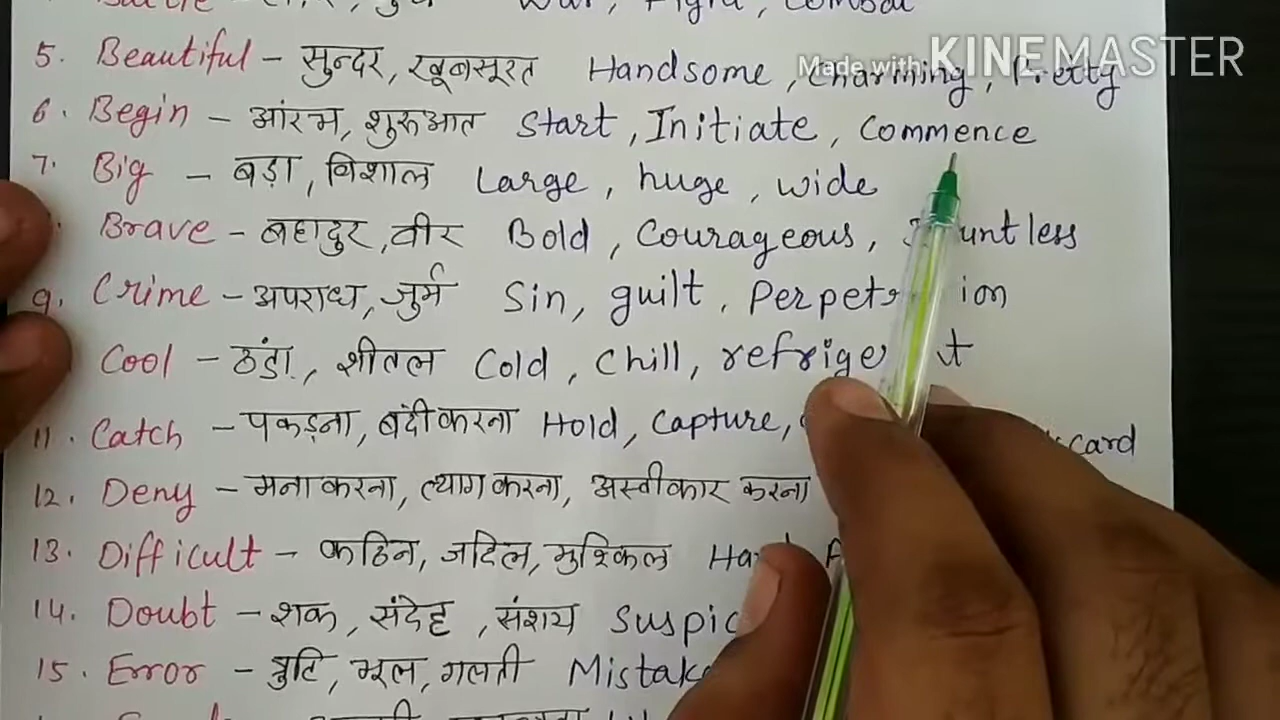 5. Beautiful – सुन्दर, खूबसूरत Handsome, Charming, Pretty
Made with KINEMASTER
6. Begin – आंरम, शुरुआत Start, Initiate, Commence
7. Big – बड़ा, विशाल Large, huge, wide
Brave – बहादुर, वीर Bold, Courageous,
9. Crime – अपराध, जुर्म Sin, guilt,
Cool – ठंड़ा, शीतल Cold, Chill,
11. Catch – पकड़ना, बंदी करना Hold, Capture,
12. Deny – मना करना, त्याग करना, अस्वीकार करना
13. Difficult – कठिन, जटिल, मुश्किल
14. Doubt – शक, संदेह, संशय
15. Error – त्रुटि, भूल, गलती